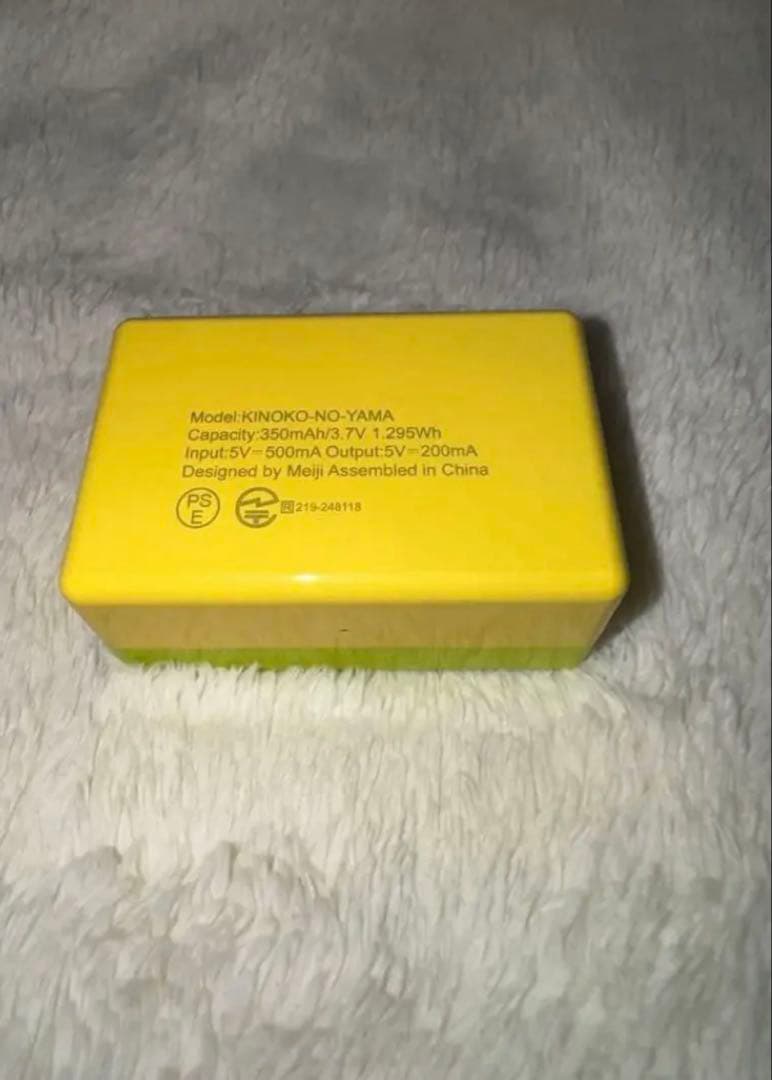 Model:KINOKO-NO-YAMA
Capacity:350mAh/3.7V 1.295Wh
Input:5V⎓500mA Output:5V⎓200mA
Designed by Meiji Assembled in China
PS
E
R 219-248118